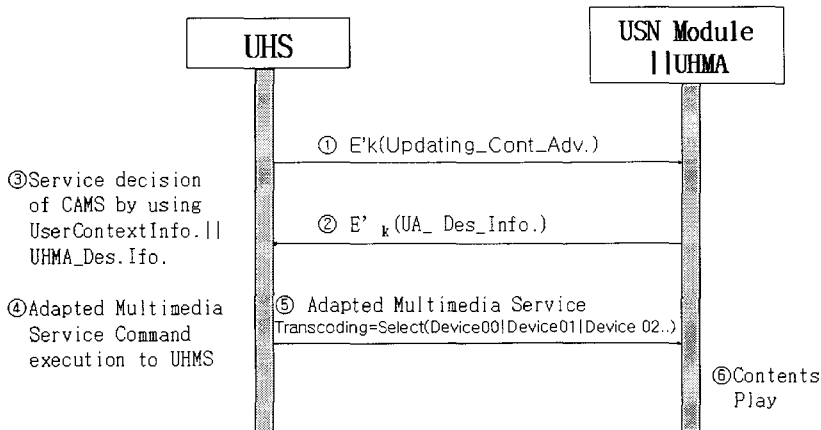 UHS
USN Module
||UHMA
① E'k(Updating_Cont_Adv.)
③Service decision
of CAMS by using
UserContextInfo.||
UHMA_Des.Ifo.
② E' k(UA_ Des_Info.)
④Adapted Multimedia
Service Command
execution to UHMS
⑤ Adapted Multimedia Service
Transcoding=Select(Device00|Device01|Device 02..)
⑥Contents
Play